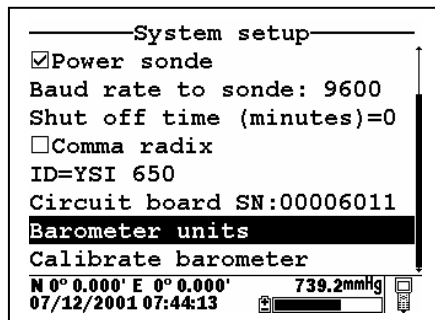 System setup
☑Power sonde
Baud rate to sonde: 9600
Shut off time (minutes)=0
☐Comma radix
ID=YSI 650
Circuit board SN:00006011
Barometer units
Calibrate barometer
N 0° 0.000' E 0° 0.000' 739.2mmHg
07/12/2001 07:44:13